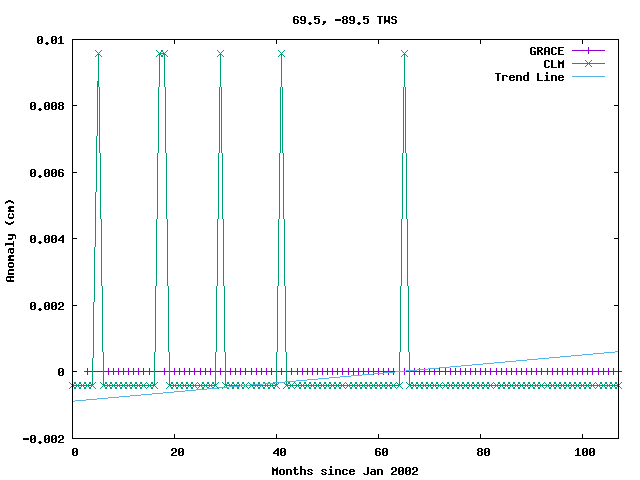 69.5, -89.5 TWS
0.01
GRACE
CLM
Trend Line
0.008
0.006
0.004
0.002
0
-0.002
Anomaly (cm)
0 20 40 60 80 100
Months since Jan 2002